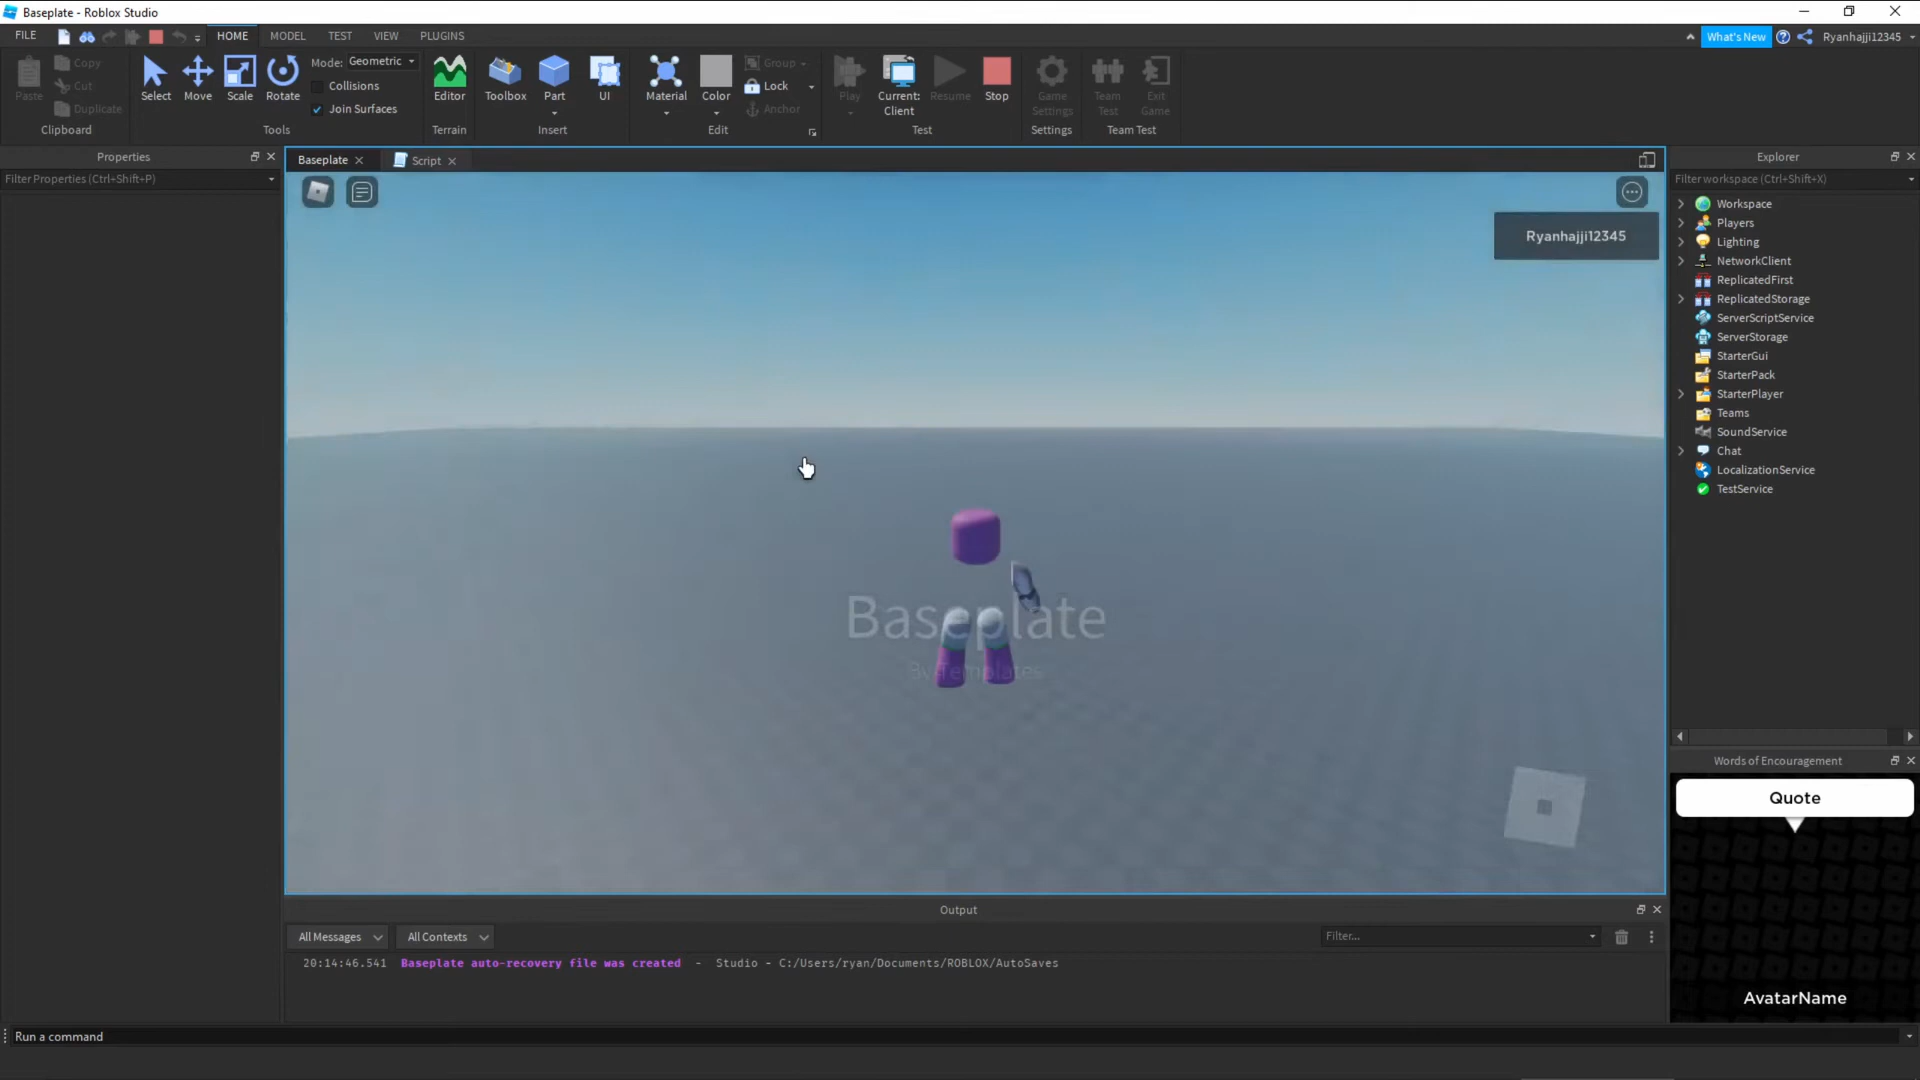 Baseplate - Roblox Studio
FILE
HOME
MODEL
TEST
VIEW
PLUGINS
What's New
Ryanhajji12345
Paste
Copy
Cut
Duplicate
Clipboard
Select
Move
Scale
Rotate
Mode: Geometric
Collisions
Join Surfaces
Tools
Editor
Terrain
Toolbox
Part
UI
Insert
Material
Color
Group
Lock
Anchor
Edit
Play
Current:
Client
Resume
Stop
Test
Game
Settings
Settings
Team
Test
Exit
Game
Team Test
Properties
Filter Properties (Ctrl+Shift+P)
Baseplate
Script
Ryanhajji12345
Baseplate
By Templates
Explorer
Filter workspace (Ctrl+Shift+X)
Workspace
Players
Lighting
NetworkClient
ReplicatedFirst
ReplicatedStorage
ServerScriptService
ServerStorage
StarterGui
StarterPack
StarterPlayer
Teams
SoundService
Chat
LocalizationService
TestService
Words of Encouragement
Quote
AvatarName
Output
All Messages
All Contexts
Filter...
20:14:46.541 Baseplate auto-recovery file was created - Studio - C:/Users/ryan/Documents/ROBLOX/AutoSaves
Run a command